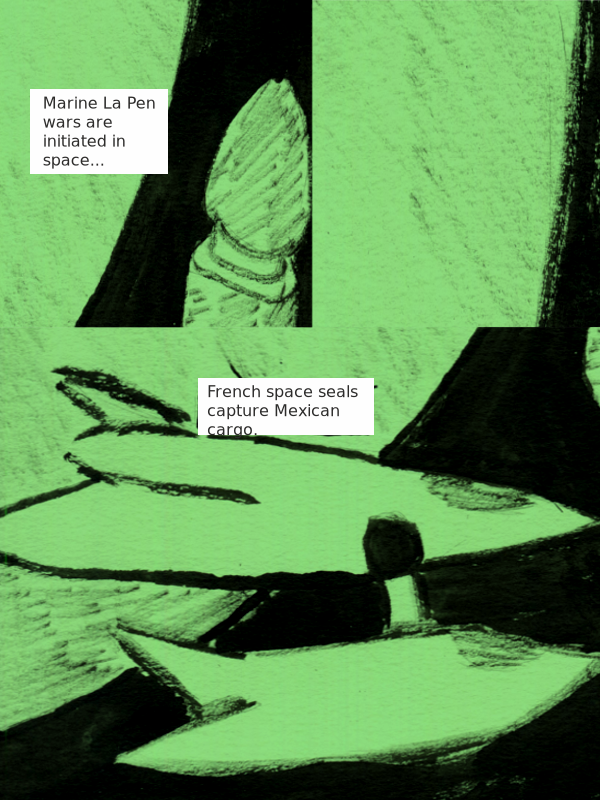 Marine La Pen
wars are
initiated in
space...
French space seals
capture Mexican
cargo.